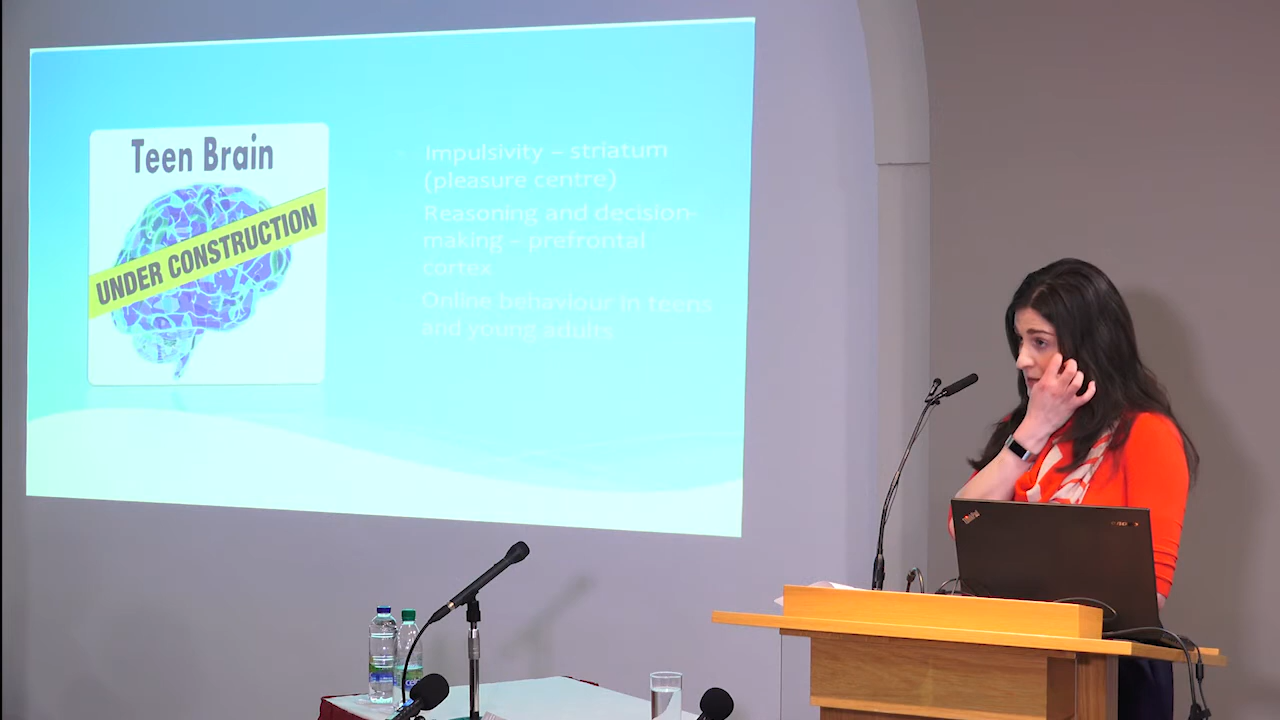 Teen Brain
UNDER CONSTRUCTION
Impulsivity – striatum
(pleasure centre)
Reasoning and decision-
making – prefrontal
cortex
Online behaviour in teens
and young adults
ThinkPad